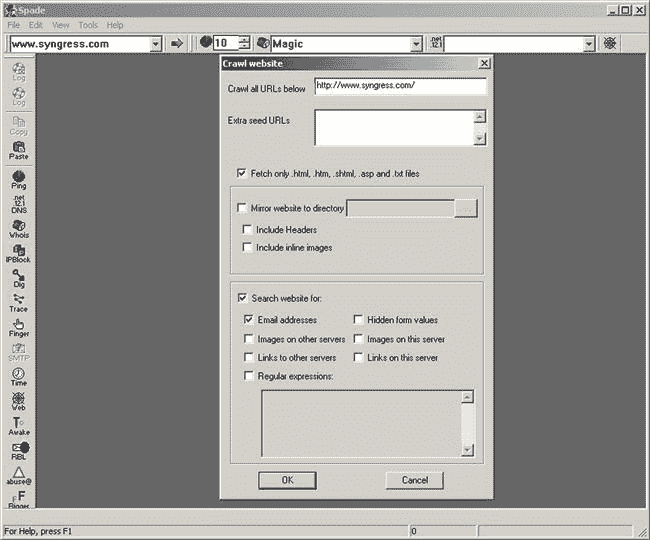 Spade
File Edit View Tools Help
www.syngress.com 10 Magic .net 12.1
Log
Log
Copy
Paste
Ping
.net 12.1
DNS
Whois
IPBlock
Dig
Trace
Finger
SMTP
Time
Web
Awake
RBL
abuse@
F F
Bigger
Crawl website
Crawl all URLs below http://www.syngress.com/
Extra seed URLs
Fetch only .html, .htm, .shtml, .asp and .txt files
Mirror website to directory ...
Include Headers
Include inline images
Search website for:
Email addresses Hidden form values
Images on other servers Images on this server
Links to other servers Links on this server
Regular expressions:
OK Cancel
For Help, press F1 0